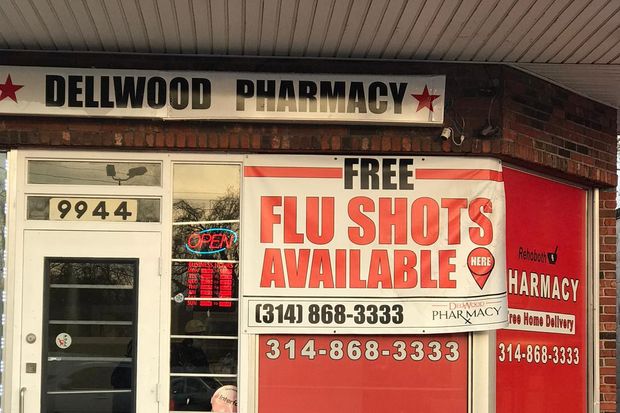 DELLWOOD PHARMACY
9944
OPEN
FREE
FLU SHOTS
AVAILABLE
HERE
(314) 868-3333
DELLWOOD
PHARMACY
314-868-3333
Rehoboth
HARMACY
ree Home Delivery
314-868-3333